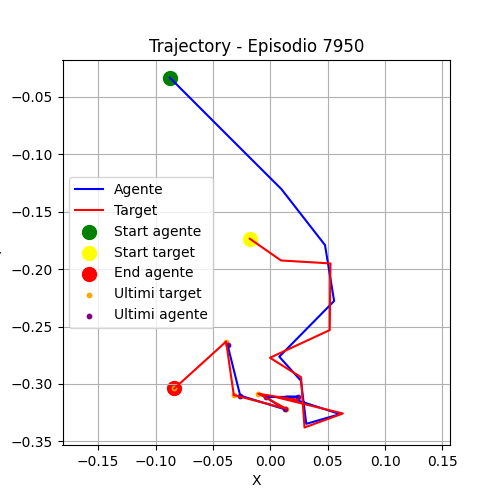 Trajectory - Episodio 7950
−0.05
−0.10
−0.15
−0.20
−0.25
−0.30
−0.35
Agente
Target
Start agente
Start target
End agente
Ultimi target
Ultimi agente
−0.15
−0.10
−0.05
0.00
0.05
0.10
0.15
X